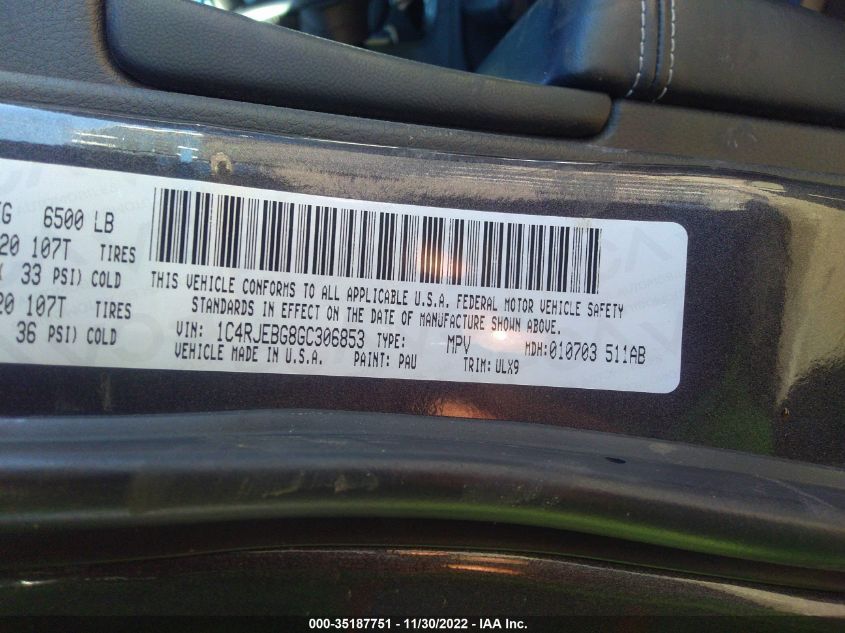 6500 LB
20 107T TIRES
33 PSI) COLD
20 107T TIRES
36 PSI) COLD
THIS VEHICLE CONFORMS TO ALL APPLICABLE U.S.A. FEDERAL MOTOR VEHICLE SAFETY
STANDARDS IN EFFECT ON THE DATE OF MANUFACTURE SHOWN ABOVE.
VIN: 1C4RJEBG8GC306853 TYPE: MPV MDH:010703 511AB
VEHICLE MADE IN U.S.A. PAINT: PAU TRIM:ULX9
000-35187751 - 11/30/2022 - IAA Inc.